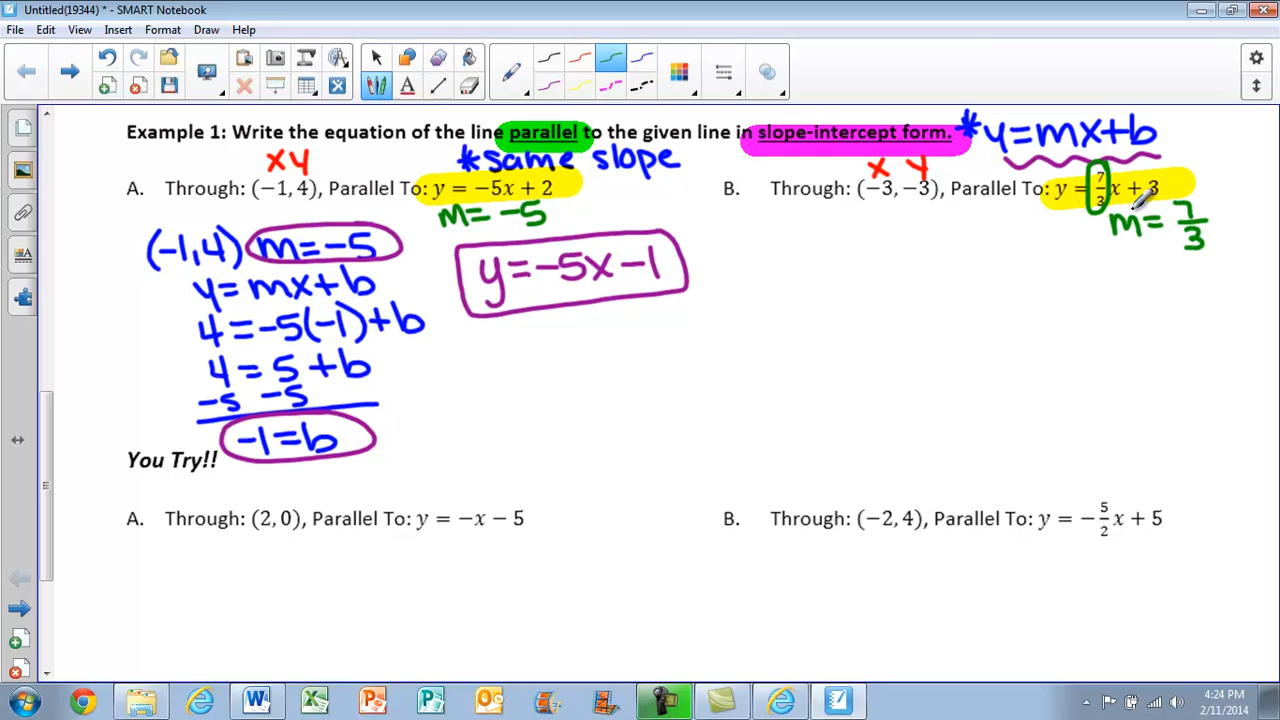 Untitled(19344) * - SMART Notebook
File Edit View Insert Format Draw Help
Example 1: Write the equation of the line parallel to the given line in slope-intercept form. *y=mx+b
x y *same slope x y
A. Through: (−1, 4), Parallel To: y = −5x + 2
B. Through: (−3, −3), Parallel To: y = 7/3 x + 3
m= -5
m= 7/3
(-1,4) m=-5
y=-5x-1
y=mx+b
4=-5(-1)+b
4=5+b
-5 -5
-1=b
You Try!!
A. Through: (2, 0), Parallel To: y = −x − 5
B. Through: (−2, 4), Parallel To: y = − 5/2 x + 5
4:24 PM
2/11/2014